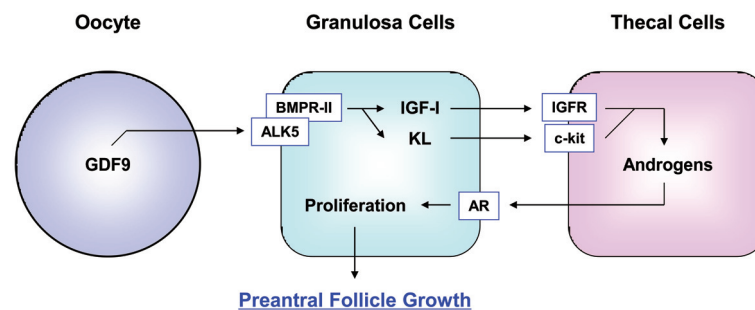 Oocyte
Granulosa Cells
Thecal Cells
BMPR-II
IGF-I
IGFR
ALK5
KL
c-kit
GDF9
Androgens
Proliferation
AR
Preantral Follicle Growth